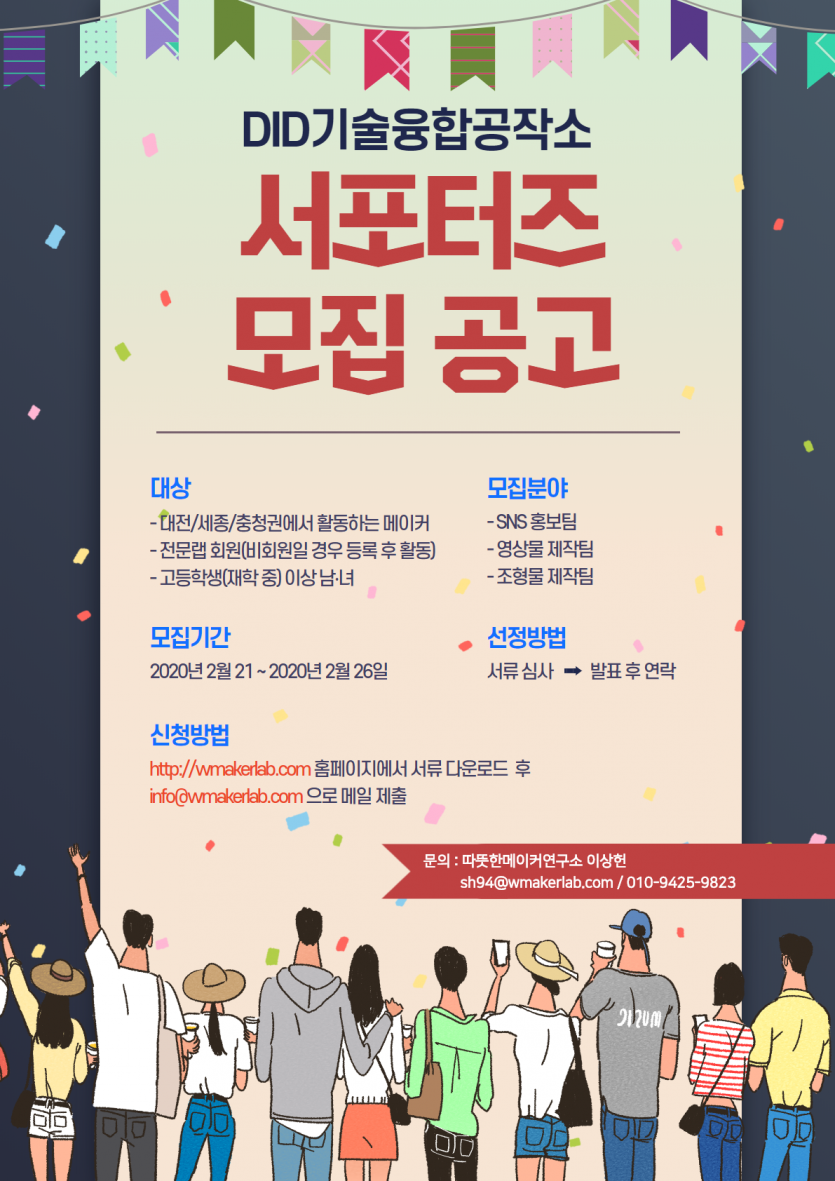 DID기술융합공작소
서포터즈
모집 공고
대상
- 대전/세종/충청권에서 활동하는 메이커
- 전문랩 회원(비회원일 경우 등록 후 활동)
- 고등학생(재학 중) 이상 남·녀
모집분야
- SNS 홍보팀
- 영상물 제작팀
- 조형물 제작팀
모집기간
2020년 2월 21 ~ 2020년 2월 26일
선정방법
서류 심사 ➡ 발표 후 연락
신청방법
http://wmakerlab.com 홈페이지에서 서류 다운로드 후
info@wmakerlab.com 으로 메일 제출
문의 : 따뜻한메이커연구소 이상헌
sh94@wmakerlab.com / 010-9425-9823